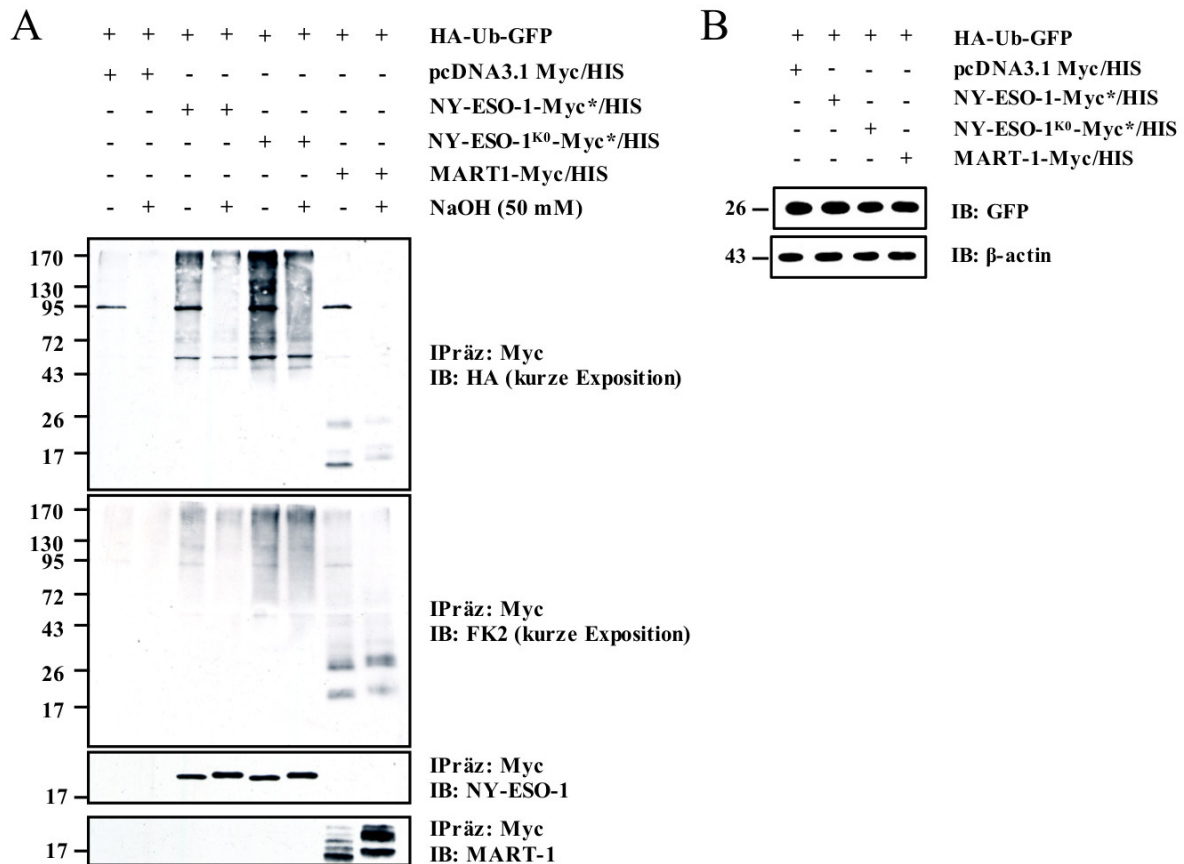 A
+ + + + + + + + HA-Ub-GFP
+ + - - - - - - pcDNA3.1 Myc/HIS
- - + + - - - - NY-ESO-1-Myc*/HIS
- - - - + + - - NY-ESO-1K0-Myc*/HIS
- - - - - - + + MART1-Myc/HIS
- + - + - + - + NaOH (50 mM)
170
130
95
72
43
26
17
IPräz: Myc
IB: HA (kurze Exposition)
170
130
95
72
43
26
17
IPräz: Myc
IB: FK2 (kurze Exposition)
17
IPräz: Myc
IB: NY-ESO-1
17
IPräz: Myc
IB: MART-1
B
+ + + + HA-Ub-GFP
+ - - - pcDNA3.1 Myc/HIS
- + - - NY-ESO-1-Myc*/HIS
- - + - NY-ESO-1K0-Myc*/HIS
- - - + MART-1-Myc/HIS
26
IB: GFP
43
IB: β-actin